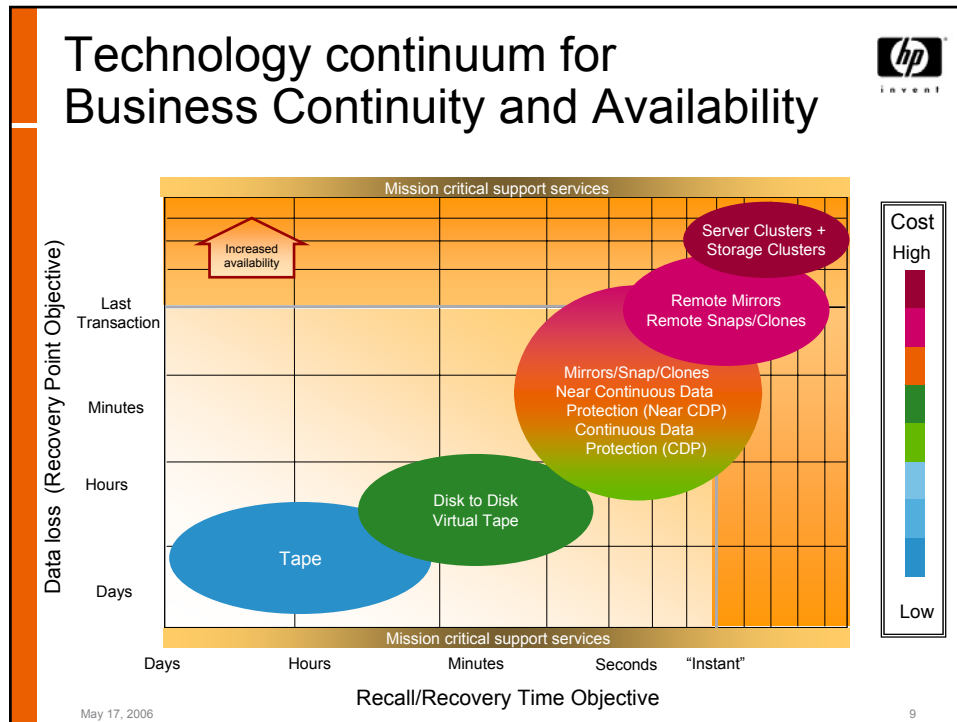 Technology continuum for
Business Continuity and Availability
hp
invent
Mission critical support services
Increased
availability
Server Clusters +
Storage Clusters
Remote Mirrors
Remote Snaps/Clones
Mirrors/Snap/Clones
Near Continuous Data
Protection (Near CDP)
Continuous Data
Protection (CDP)
Disk to Disk
Virtual Tape
Tape
Data loss (Recovery Point Objective)
Last
Transaction
Minutes
Hours
Days
Cost
High
Low
Mission critical support services
Days
Hours
Minutes
Seconds
“Instant”
Recall/Recovery Time Objective
May 17, 2006
9